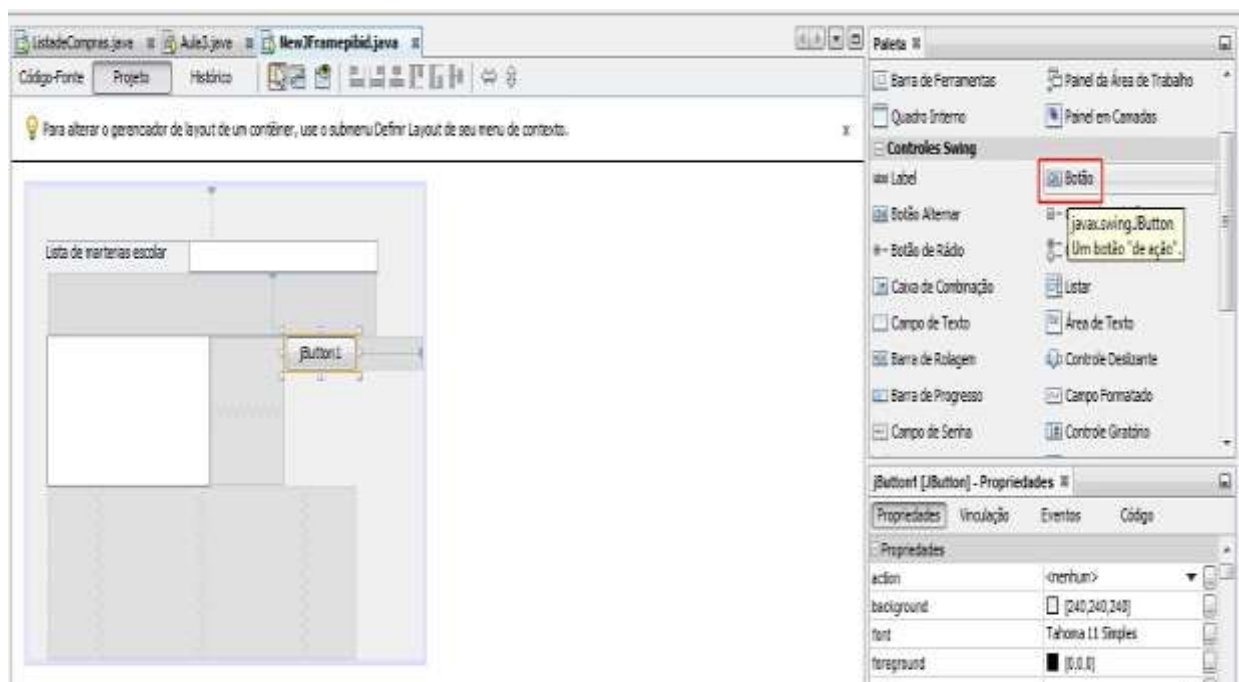 ListadeCompras.java
Aula3.java
NewJFramepibid.java
Código-Fonte
Projeto
Histórico
Para alterar o gerenciador de layout de um contêiner, use o submenu Definir Layout de seu menu de contexto.
x
Lista de marterias escolar
jButton1
Paleta
Barra de Ferramentas
Painel da Área de Trabalho
Quadro Interno
Painel em Camadas
Controles Swing
Label
Botão
Botão Alternar
javax.swing.JButton
Um botão "de ação".
Botão de Rádio
Caixa de Combinação
Listar
Campo de Texto
Área de Texto
Barra de Rolagem
Controle Deslizante
Barra de Progresso
Campo Formatado
Campo de Senha
Controle Giratório
jButton1 [JButton] - Propriedades
Propriedades
Vinculação
Eventos
Código
Propriedades
action
<nenhum>
background
[240,240,240]
font
Tahoma 11 Simples
foreground
[0,0,0]